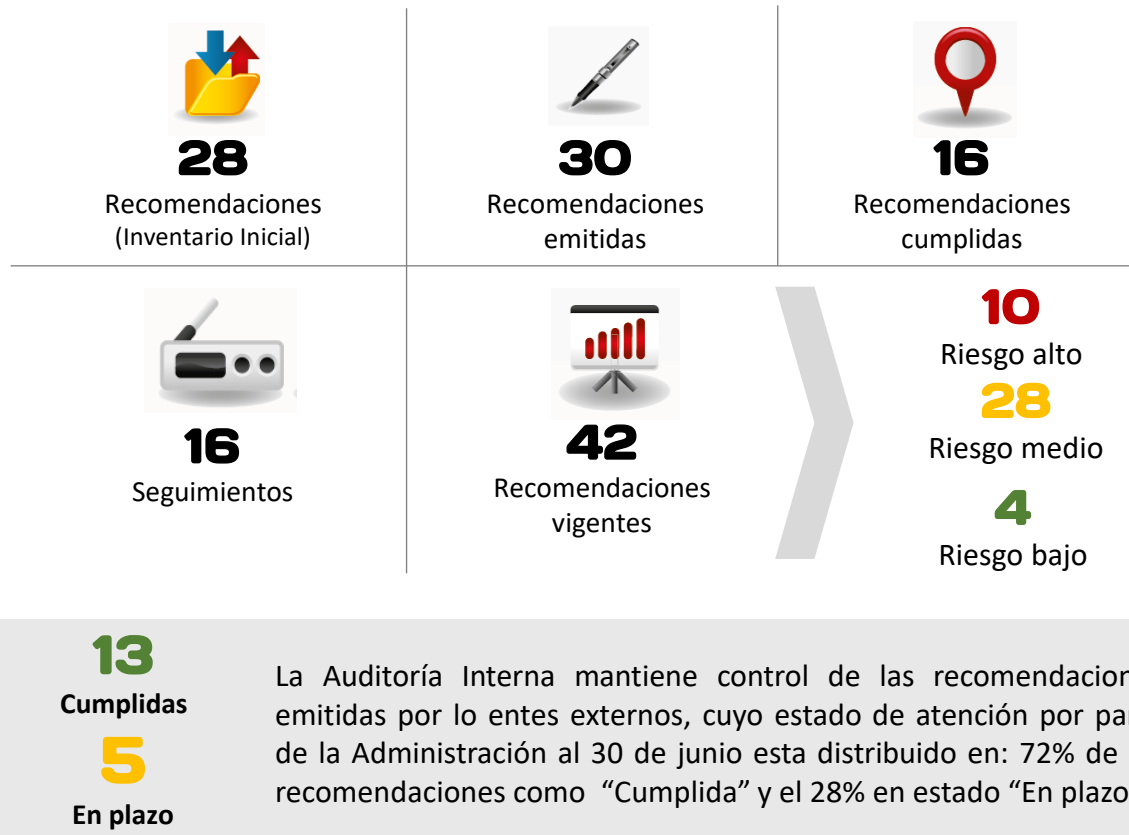 28
Recomendaciones
(Inventario Inicial)
30
Recomendaciones
emitidas
16
Recomendaciones
cumplidas
16
Seguimientos
42
Recomendaciones
vigentes
10
Riesgo alto
28
Riesgo medio
4
Riesgo bajo
13
Cumplidas
5
En plazo
La Auditoría Interna mantiene control de las
emitidas por lo entes externos, cuyo estado de atención por
de la Administración al 30 de junio esta distribuido en: 72% de
recomendaciones como "Cumplida" y el 28% en estado "En plazo